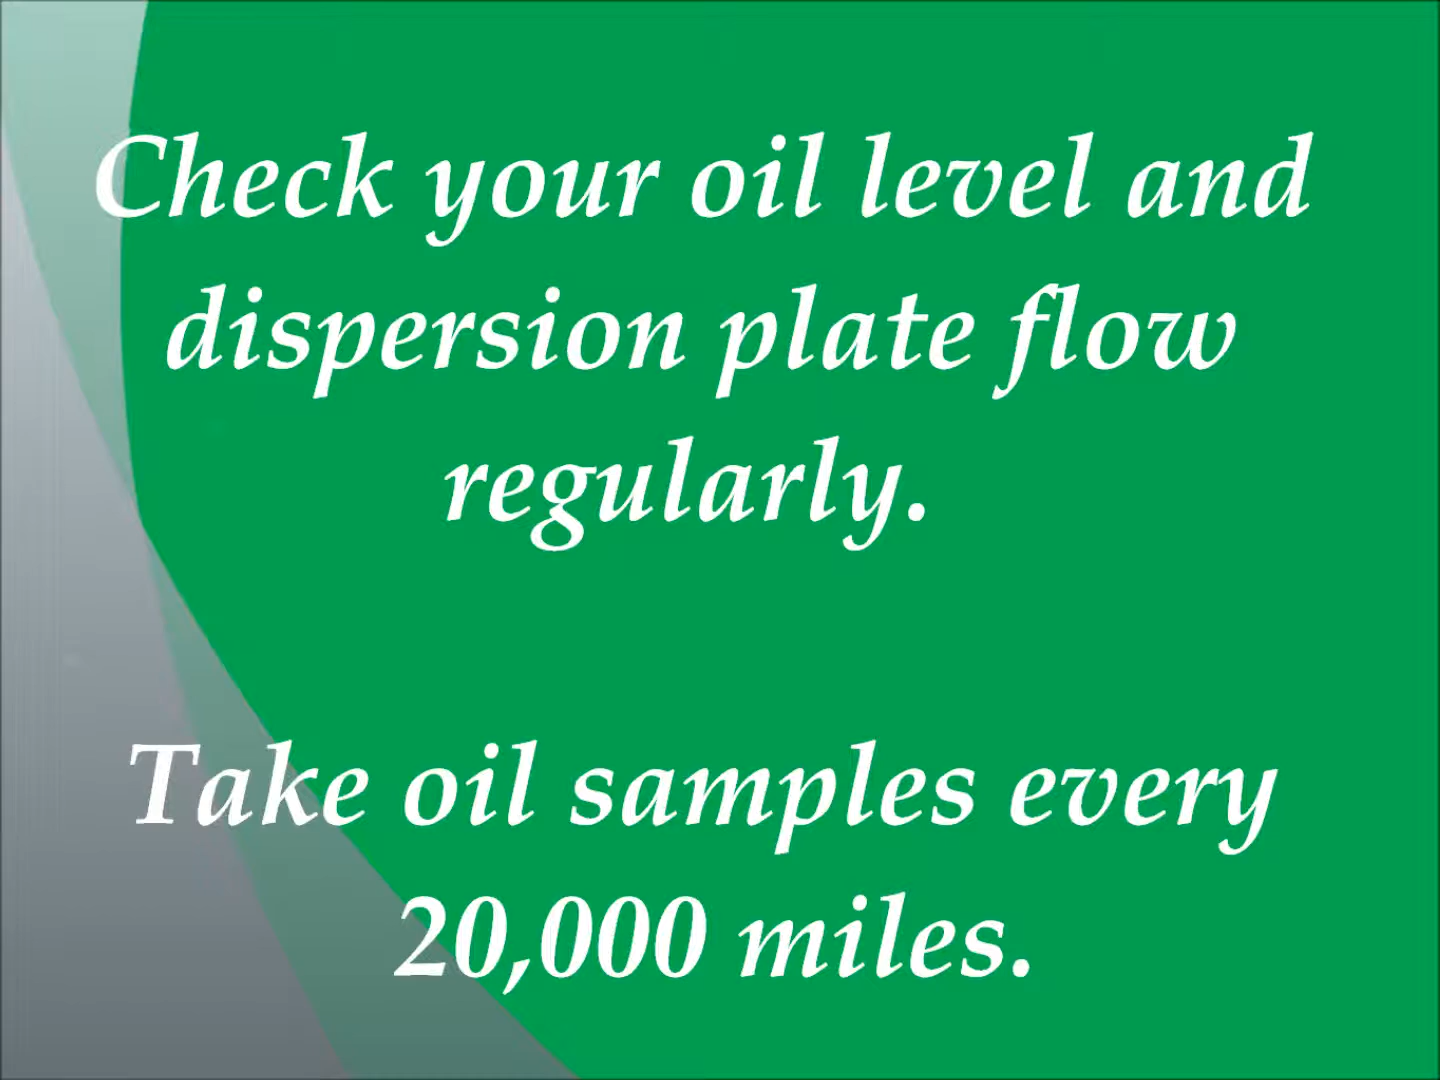 Check your oil level and
dispersion plate flow
regularly.
Take oil samples every
20,000 miles.